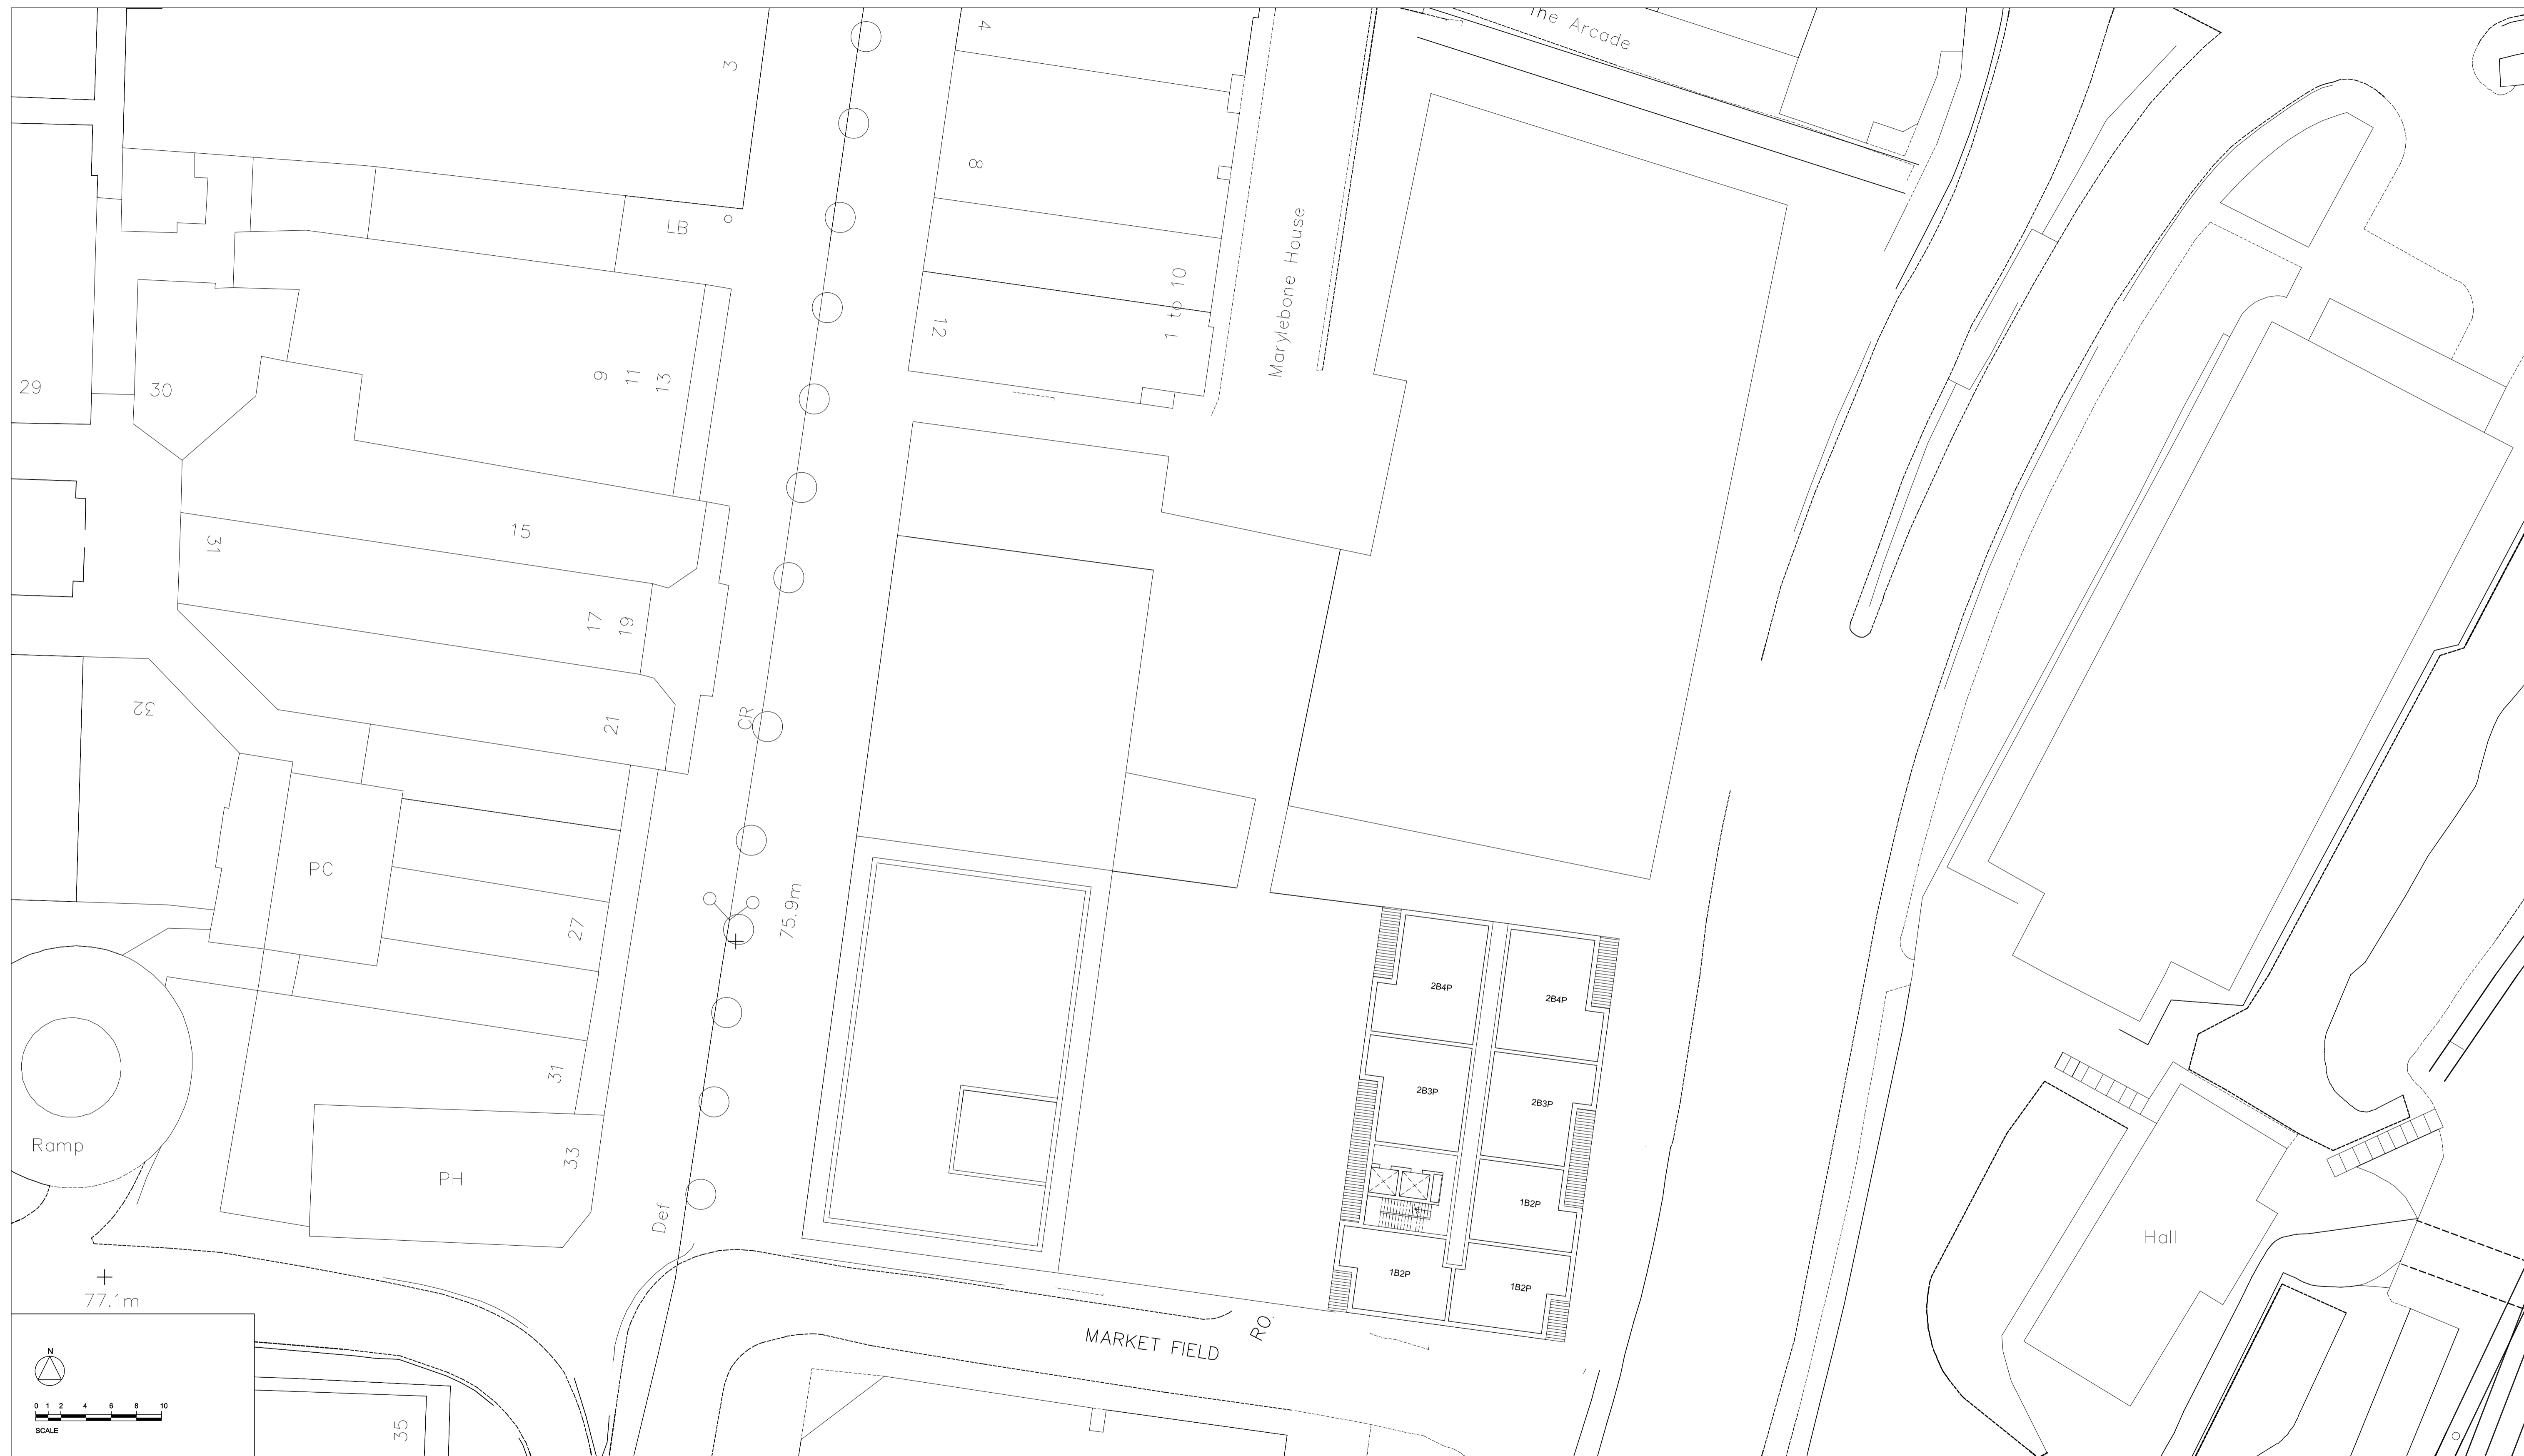 The Arcade
3
4
8
LB
Marylebone House
1 to 10
12
9
11
13
29
30
15
31
17
19
32
21
CR
PC
75.9m
27
2B4P
2B4P
31
2B3P
2B3P
Ramp
PH
33
Def
1B2P
Hall
1B2P
1B2P
77.1m
MARKET FIELD
RO
N
0 1 2 4 6 8 10
SCALE
35